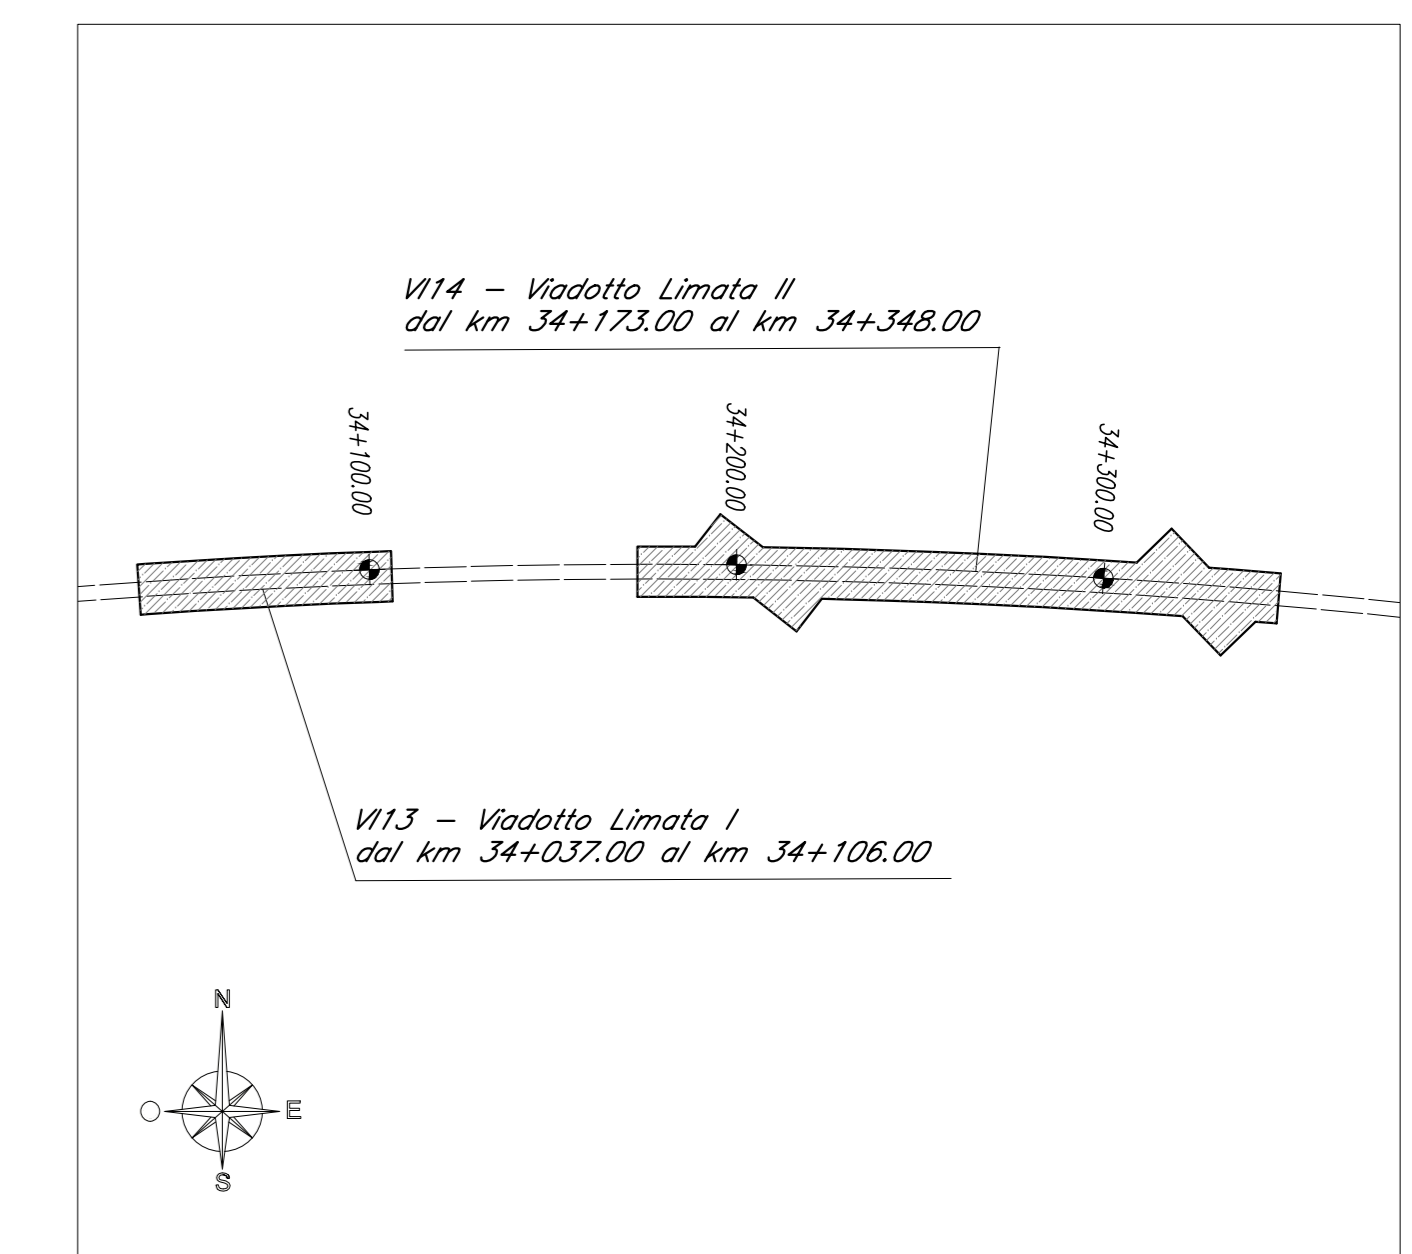 VI14 - Viadotto Limata II
dal km 34+173.00 al km 34+348.00
34+100.00
34+200.00
34+300.00
VI13 - Viadotto Limata I
dal km 34+037.00 al km 34+106.00
N
O
E
S